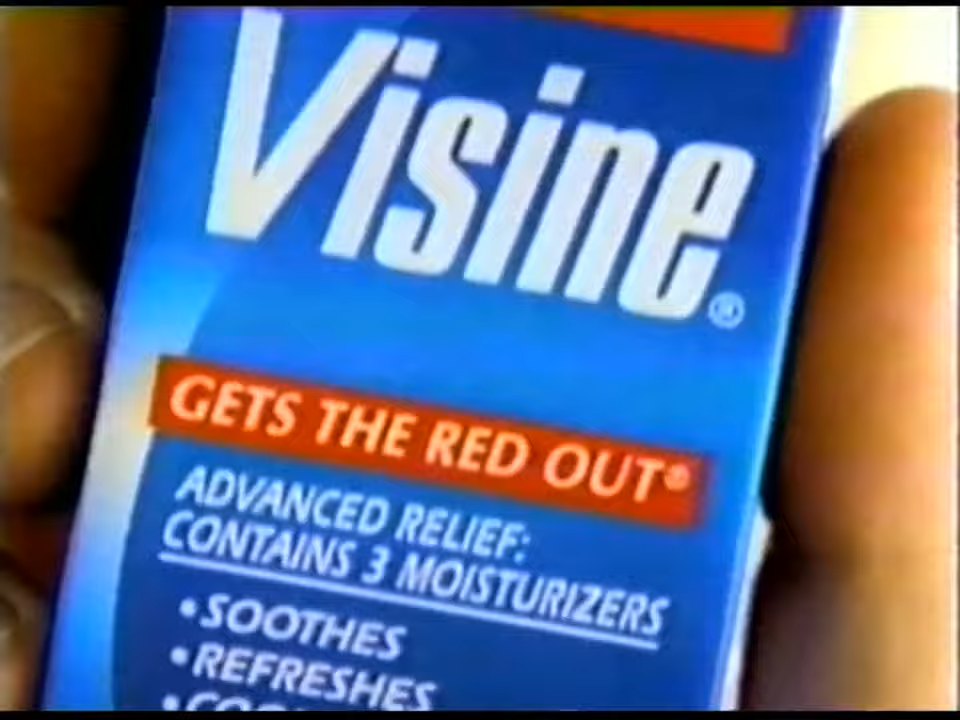 Visine®
GETS THE RED OUT®
ADVANCED RELIEF:
CONTAINS 3 MOISTURIZERS
•SOOTHES
•REFRESHES